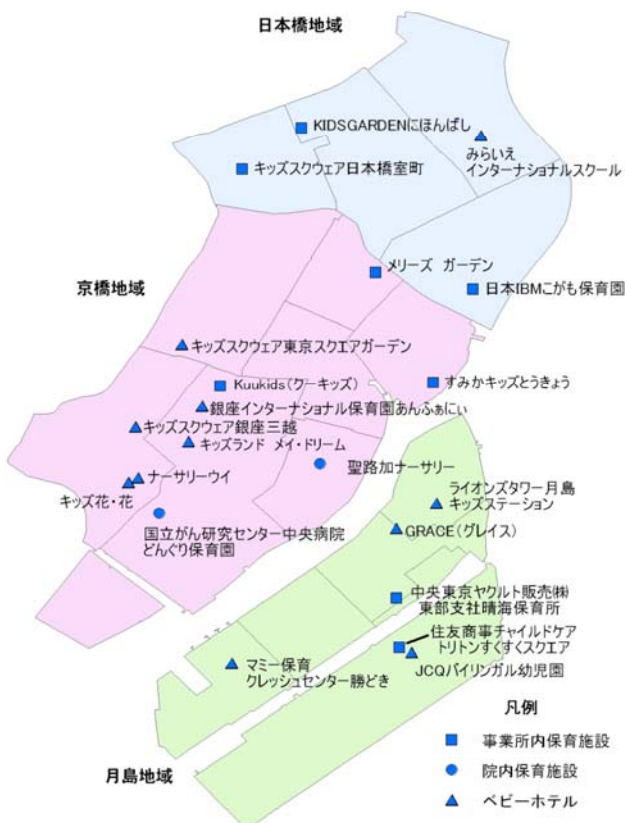 日本橋地域
KIDSGARDENにほんばし
みらいえ
インターナショナルスクール
キッズスクウェア日本橋室町
メリーズ ガーデン
京橋地域
日本IBMこがも保育園
キッズスクウェア東京スクエアガーデン
Kuukids(クーキッズ)
すみかキッズとうきょう
銀座インターナショナル保育園あんふぁにぃ
キッズスクウェア銀座三越
キッズランド メイ・ドリーム
聖路加ナーサリー
ナーサリーウイ
キッズ花・花
ライオンズタワー月島
キッズステーション
国立がん研究センター中央病院
どんぐり保育園
GRACE(グレイス)
中央東京ヤクルト販売㈱
東部支社晴海保育所
住友商事チャイルドケア
トリトンすくすくスクエア
マミー保育
クレッシュセンター勝どき
JCQバイリンガル幼児園
凡例
事業所内保育施設
院内保育施設
ベビーホテル
月島地域